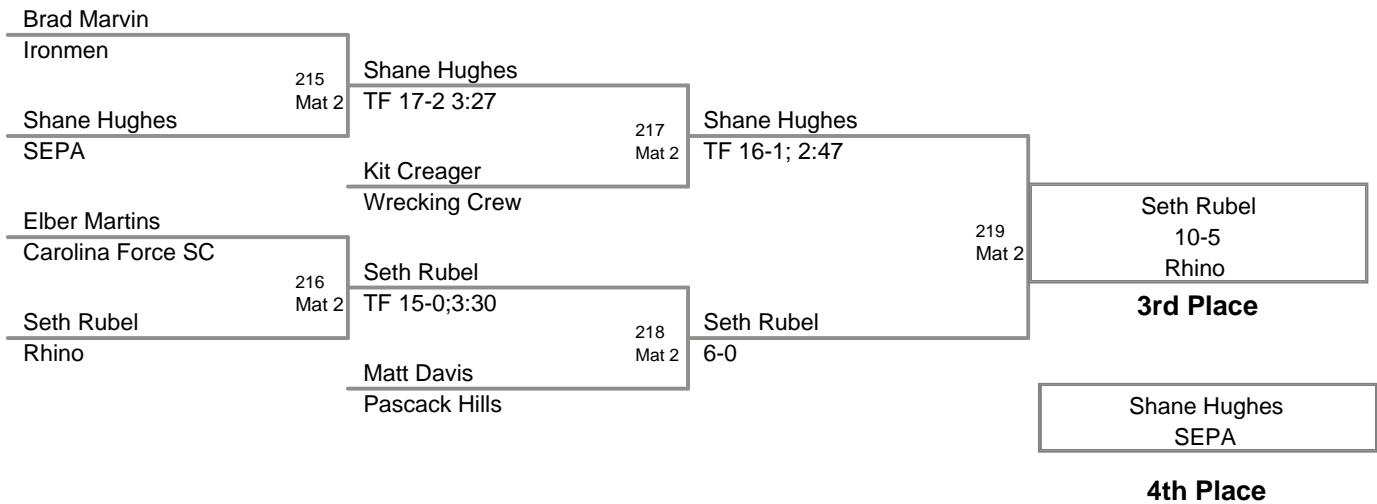 Brad Marvin
Ironmen
215
Mat 2
Shane Hughes
SEPA
Shane Hughes
TF 17-2 3:27
217
Mat 2
Kit Creager
Wrecking Crew
Shane Hughes
TF 16-1; 2:47
Elber Martins
Carolina Force SC
216
Mat 2
Seth Rubel
Rhino
Seth Rubel
TF 15-0;3:30
218
Mat 2
Matt Davis
Pascack Hills
Seth Rubel
6-0
219
Mat 2
Seth Rubel
10-5
Rhino
3rd Place
Shane Hughes
SEPA
4th Place